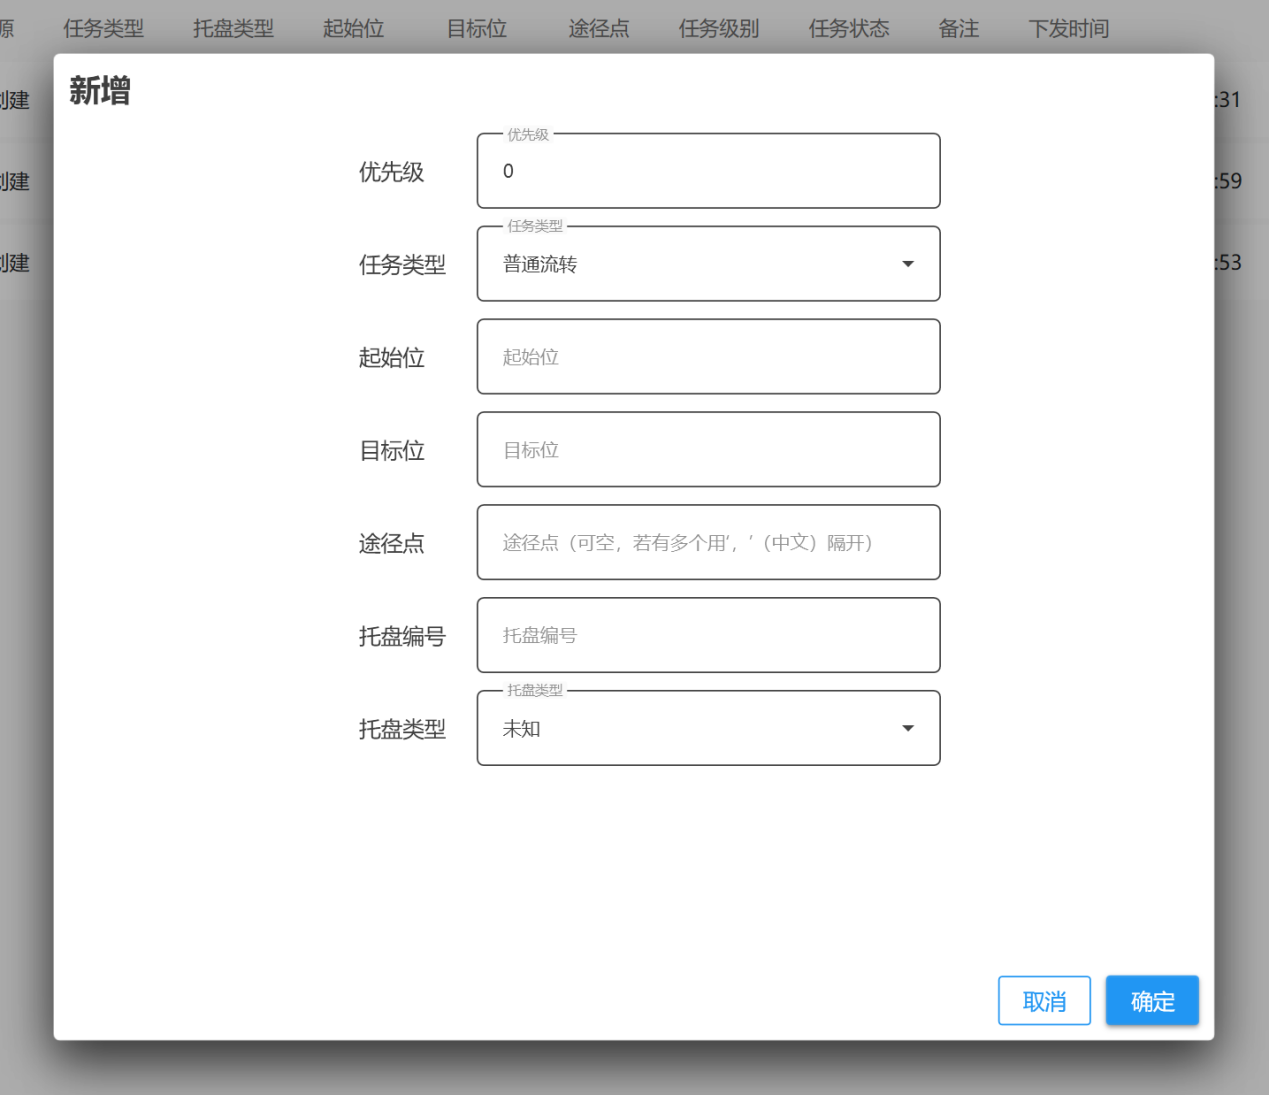 源 任务类型 托盘类型 起始位 目标位 途径点 任务级别 任务状态 备注 下发时间
新增
创建 :31
优先级
优先级 0
创建 :59
任务类型
任务类型 普通流转
创建 :53
起始位 起始位
目标位 目标位
途径点 途径点（可空，若有多个用‘，’（中文）隔开）
托盘编号 托盘编号
托盘类型
托盘类型 未知
取消 确定